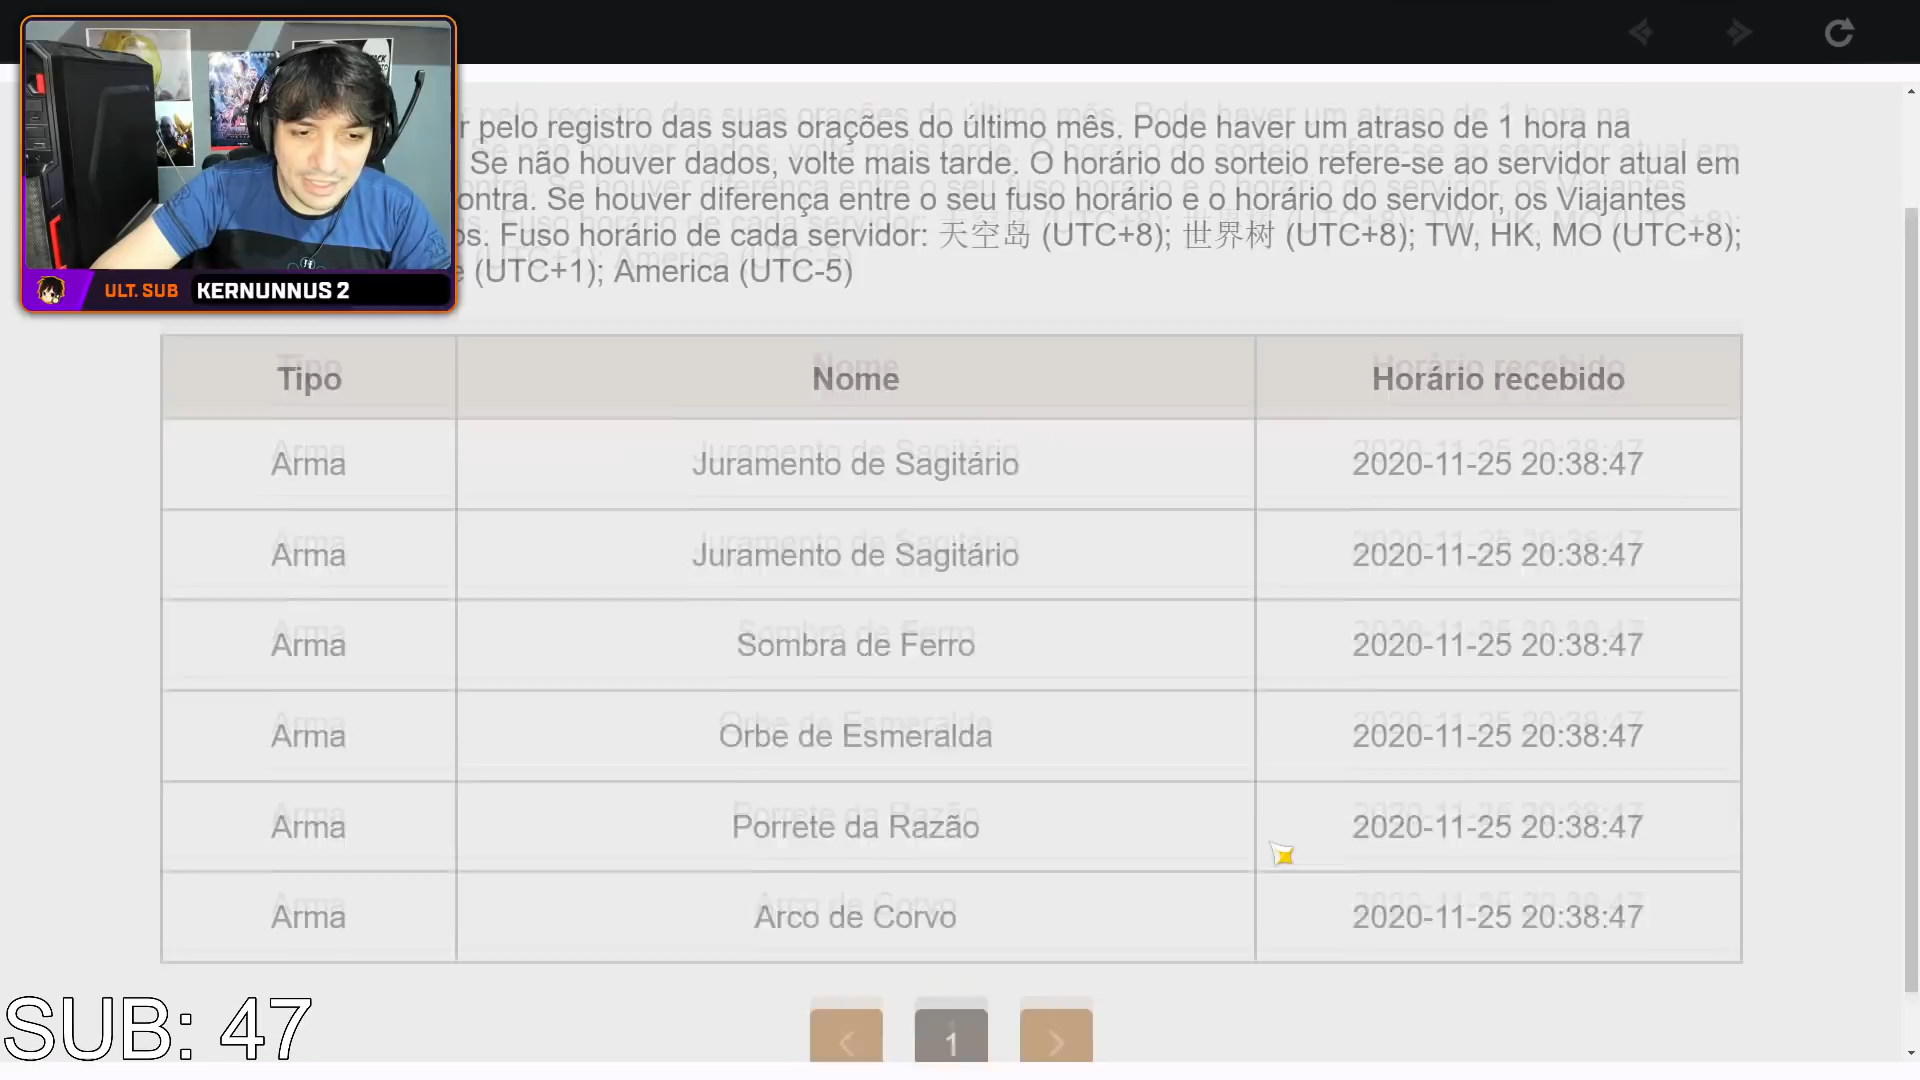 r pelo registro das suas orações do último mês. Pode haver um atraso de 1 hora na
Se não houver dados, volte mais tarde. O horário do sorteio refere-se ao servidor atual em
ontra. Se houver diferença entre o seu fuso horário e o horário do servidor, os Viajantes
os. Fuso horário de cada servidor: 天空岛 (UTC+8); 世界树 (UTC+8); TW, HK, MO (UTC+8);
e (UTC+1); America (UTC-5)
ULT. SUB KERNUNNUS 2
Tipo Nome Horário recebido
Arma Juramento de Sagitário 2020-11-25 20:38:47
Arma Juramento de Sagitário 2020-11-25 20:38:47
Arma Sombra de Ferro 2020-11-25 20:38:47
Arma Orbe de Esmeralda 2020-11-25 20:38:47
Arma Porrete da Razão 2020-11-25 20:38:47
Arma Arco de Corvo 2020-11-25 20:38:47
1
SUB: 47